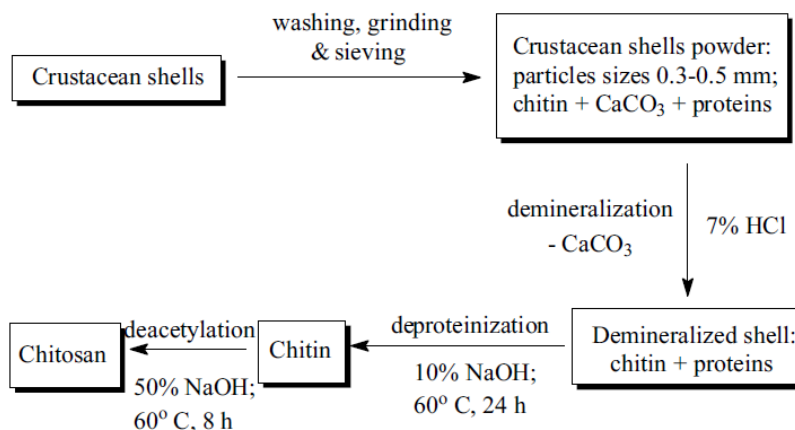 Crustacean shells
washing, grinding
& sieving
Crustacean shells powder:
particles sizes 0.3-0.5 mm;
chitin + CaCO₃ + proteins
demineralization
- CaCO₃
7% HCl
Demineralized shell:
chitin + proteins
deproteinization
10% NaOH;
60° C, 24 h
Chitin
deacetylation
50% NaOH;
60° C, 8 h
Chitosan